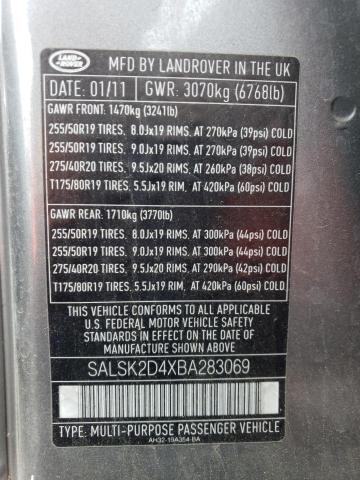 LAND-
ROVER
MFD BY LANDROVER IN THE UK
DATE: 01/11 GWR: 3070kg (6768lb)
GAWR FRONT: 1470kg (3241lb)
255/50R19 TIRES, 8.0Jx19 RIMS, AT 270kPa (39psi) COLD
255/50R19 TIRES, 9.0Jx19 RIMS, AT 270kPa (39psi) COLD
275/40R20 TIRES, 9.5Jx20 RIMS, AT 260kPa (38psi) COLD
T175/80R19 TIRES, 5.5Jx19 RIM, AT 420kPa (60psi) COLD
GAWR REAR: 1710kg (3770lb)
255/50R19 TIRES, 8.0Jx19 RIMS, AT 300kPa (44psi) COLD
255/50R19 TIRES, 9.0Jx19 RIMS, AT 300kPa (44psi) COLD
275/40R20 TIRES, 9.5Jx20 RIMS, AT 290kPa (42psi) COLD
T175/80R19 TIRES, 5.5Jx19 RIM, AT 420kPa (60psi) COLD
THIS VEHICLE CONFORMS TO ALL APPLICABLE
U.S. FEDERAL MOTOR VEHICLE SAFETY
STANDARDS IN EFFECT ON THE DATE OF
MANUFACTURE SHOWN ABOVE
SALSK2D4XBA283069
TYPE: MULTI-PURPOSE PASSENGER VEHICLE
AH32-15A354-BA